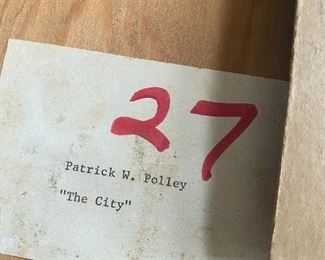 27
Patrick W. Polley
"The City"